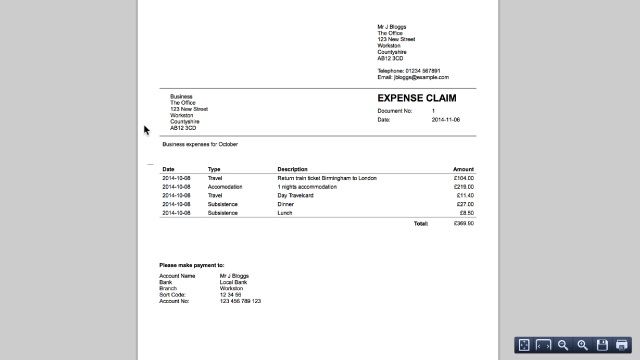 Mr J Bloggs
The Office
123 New Street
Workston
Countyshire
AB12 3CD
Telephone: 01234 567891
Email: jbloggs@example.com
Business
The Office
123 New Street
Workston
Countyshire
AB12 3CD
EXPENSE CLAIM
Document No: 1
Date: 2014-11-06
Business expenses for October
Date Type Description Amount
2014-10-08 Travel Return train ticket Birmingham to London £104.00
2014-10-08 Accomodation 1 nights accommodation £219.00
2014-10-08 Travel Day Travelcard £11.40
2014-10-08 Subsistence Dinner £27.00
2014-10-08 Subsistence Lunch £8.50
Total: £369.90
Please make payment to:
Account Name Mr J Bloggs
Bank Local Bank
Branch Workston
Sort Code: 12 34 56
Account No: 123 456 789 123